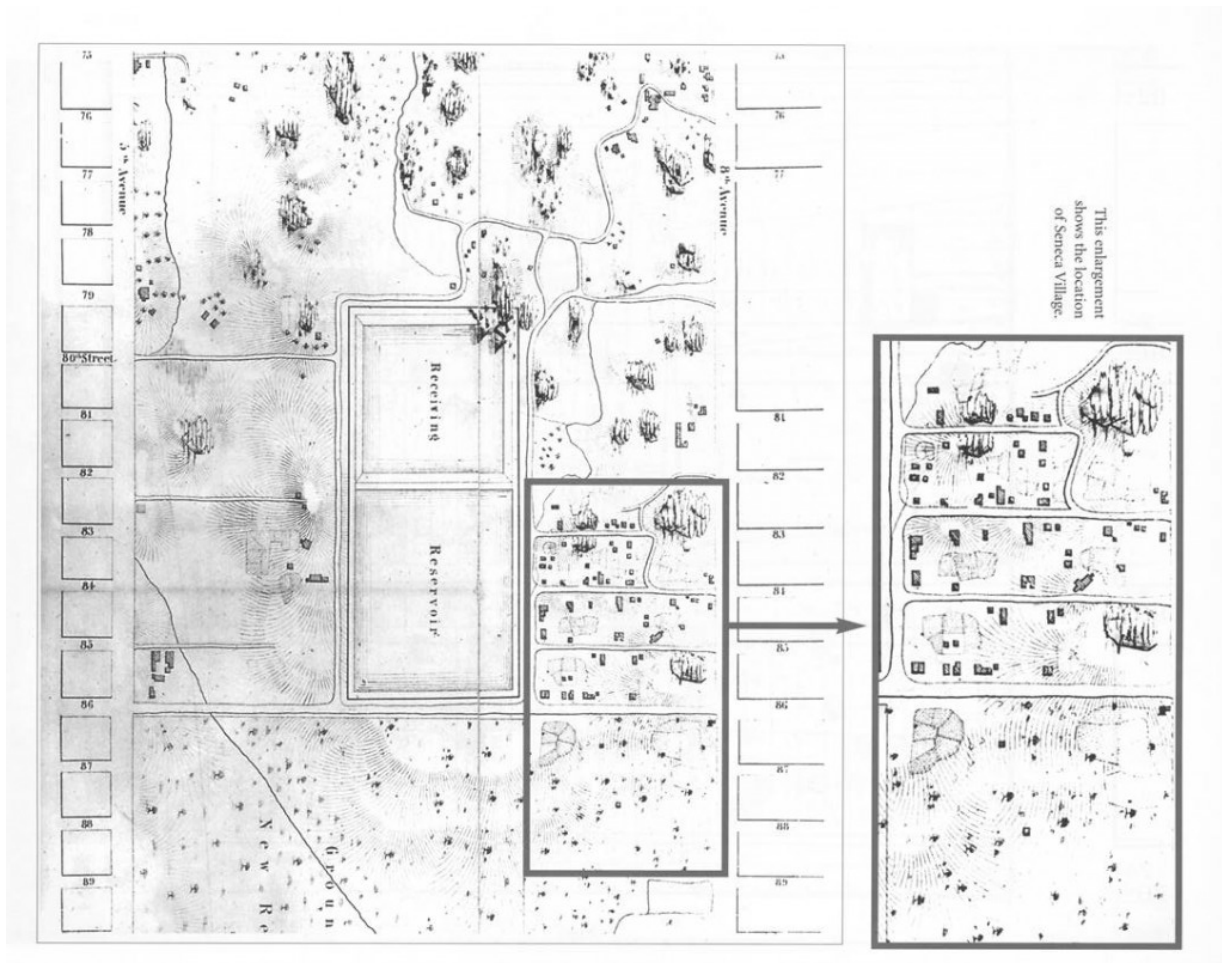 75
76
77
78
79
80th Street
81
82
83
84
85
86
87
88
89
5th Avenue
Receiving
Reservoir
New Re
Groun
8th Avenue
76
77
81
82
83
84
85
86
87
88
89
This enlargement
shows the location
of Seneca Village.